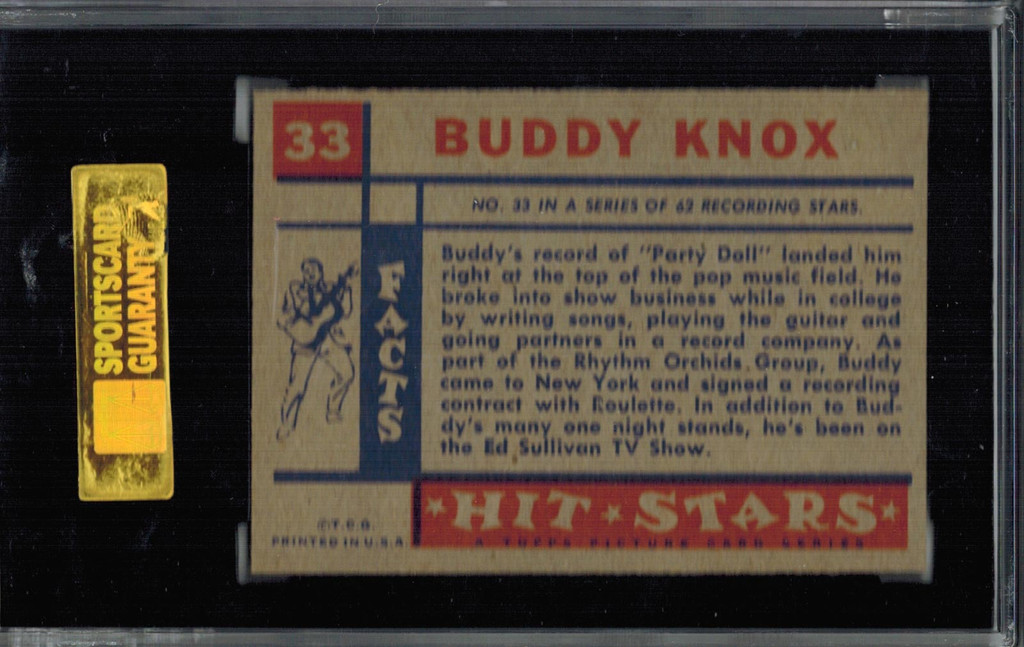 33
BUDDY KNOX
NO. 33 IN A SERIES OF 62 RECORDING STARS.
FACTS
Buddy's record of "Party Doll" landed him
right at the top of the pop music field. He
broke into show business while in college
by writing songs, playing the guitar and
going partners in a record company. As
part of the Rhythm Orchids Group, Buddy
came to New York and signed a recording
contract with Roulette. In addition to Bud-
dy's many one night stands, he's been on
the Ed Sullivan TV Show.
HIT STARS
A TOPPS PICTURE CARD SERIES
©T.C.G.
PRINTED IN U.S.A.
SPORTSCARD
GUARANTY